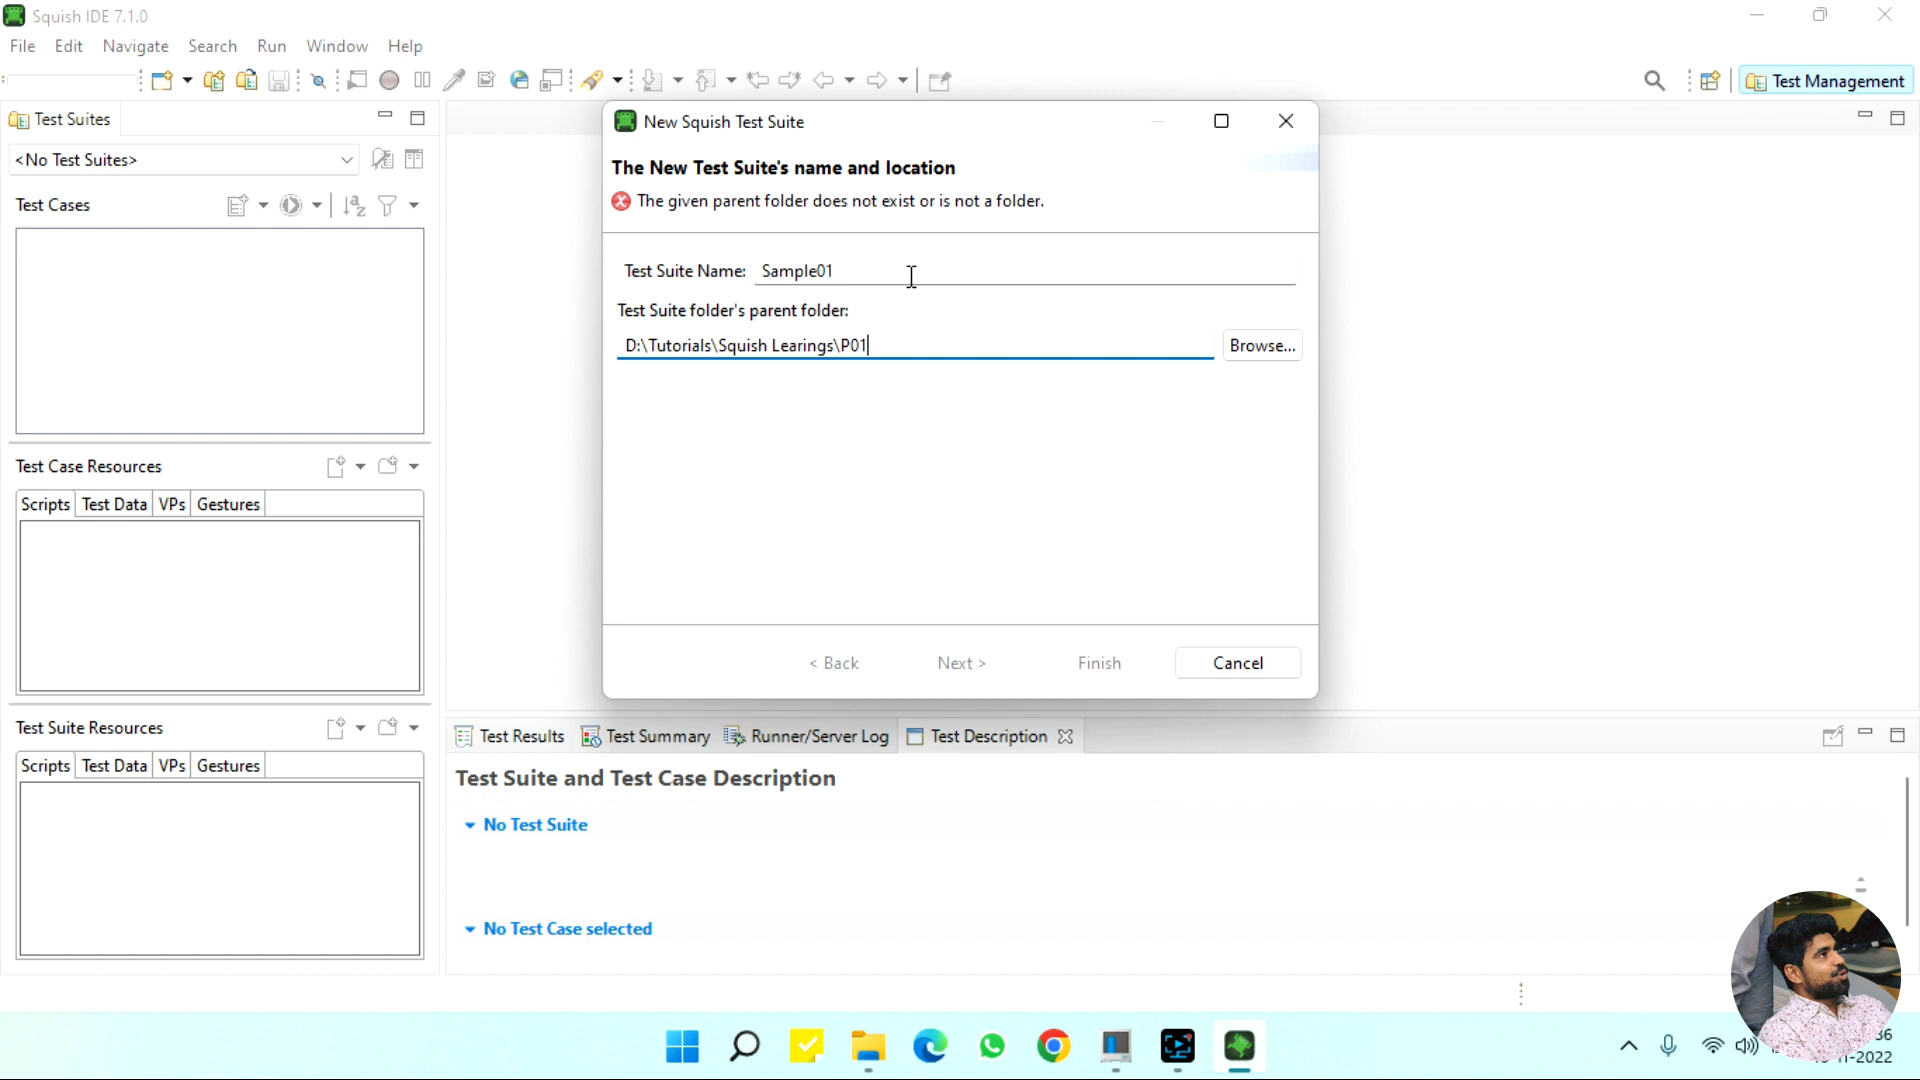 Squish IDE 7.1.0
File Edit Navigate Search Run Window Help
Test Management
Test Suites
<No Test Suites>
Test Cases
Test Case Resources
Scripts Test Data VPs Gestures
Test Suite Resources
Scripts Test Data VPs Gestures
New Squish Test Suite
The New Test Suite's name and location
The given parent folder does not exist or is not a folder.
Test Suite Name: Sample01
Test Suite folder's parent folder:
D:\Tutorials\Squish Learings\P01
Browse...
< Back Next > Finish Cancel
Test Results Test Summary Runner/Server Log Test Description
Test Suite and Test Case Description
No Test Suite
No Test Case selected
36
-2022